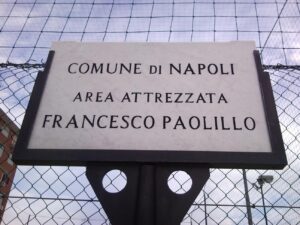 COMUNE DI NAPOLI
AREA ATTREZZATA
FRANCESCO PAOLILLO